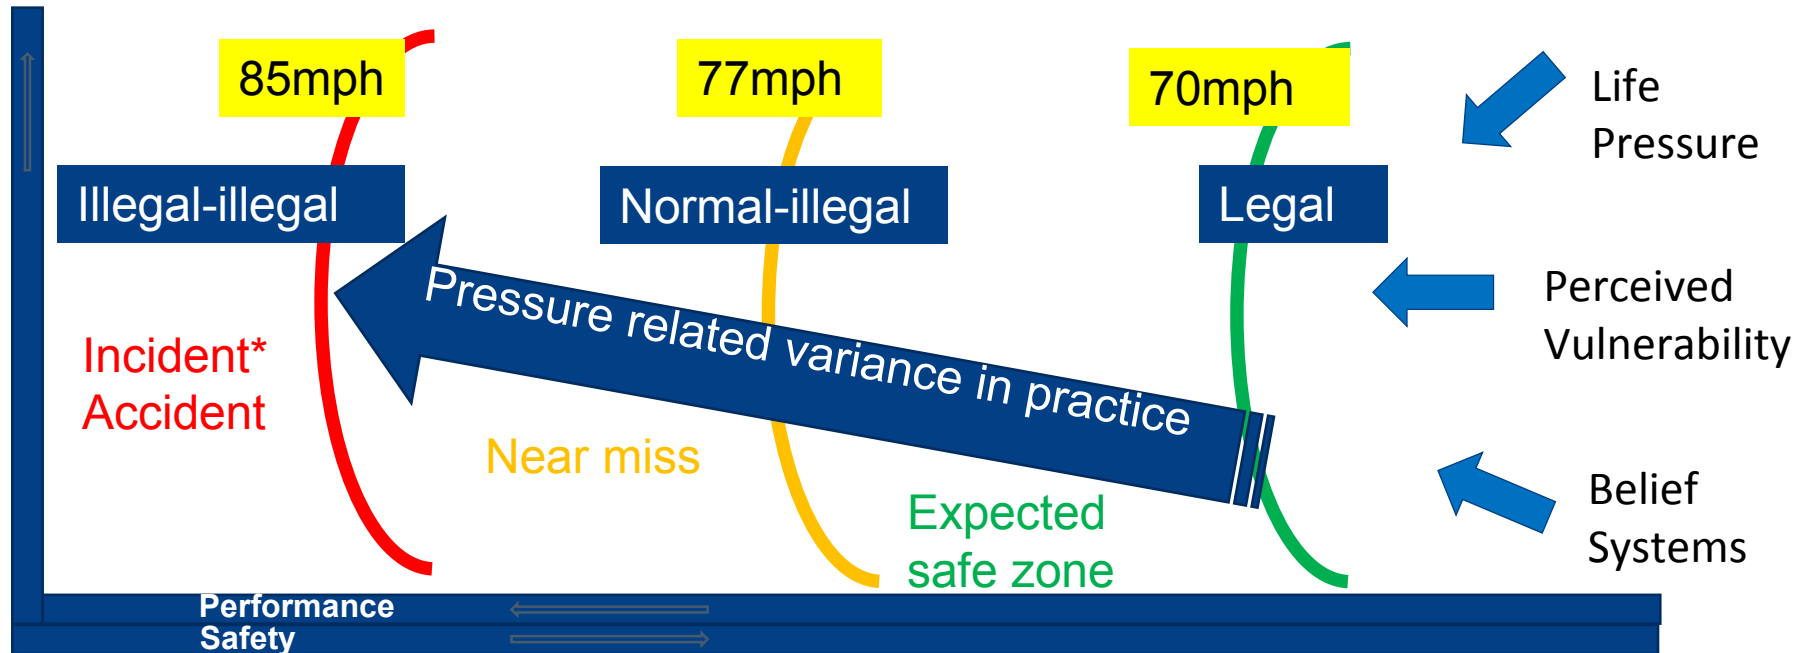 85mph
77mph
70mph
Life
Pressure
Illegal-illegal
Normal-illegal
Legal
Pressure related variance in practice
Perceived
Vulnerability
Incident*
Accident
Near miss
Expected
safe zone
Belief
Systems
Performance
Safety